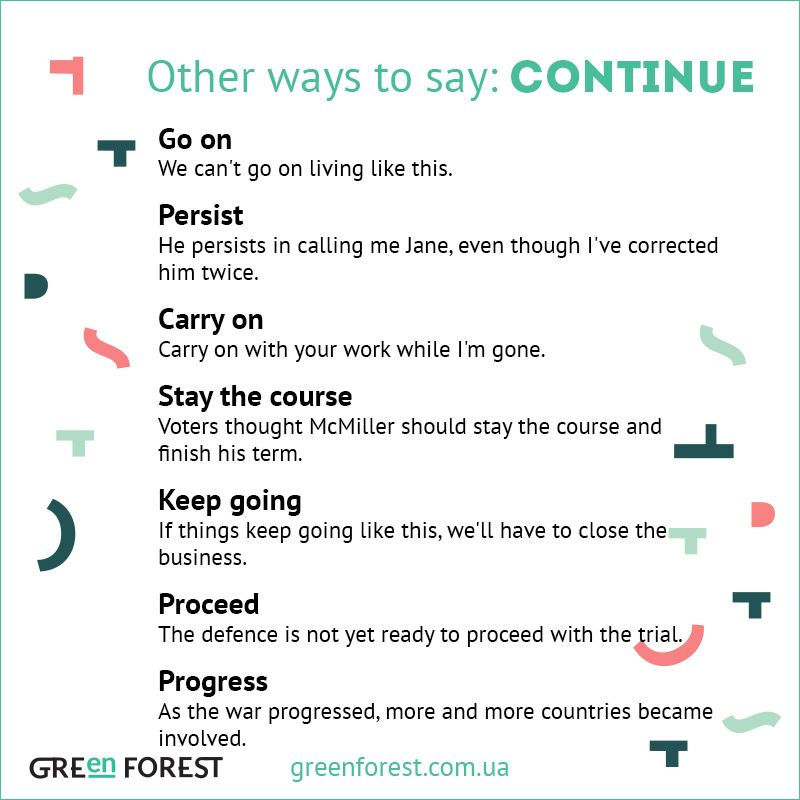 Other ways to say: CONTINUE
Go on
We can't go on living like this.
Persist
He persists in calling me Jane, even though I've corrected
him twice.
Carry on
Carry on with your work while I'm gone.
Stay the course
Voters thought McMiller should stay the course and
finish his term.
Keep going
If things keep going like this, we'll have to close the
business.
Proceed
The defence is not yet ready to proceed with the trial.
Progress
As the war progressed, more and more countries became
involved.
GREen FOREST
greenforest.com.ua